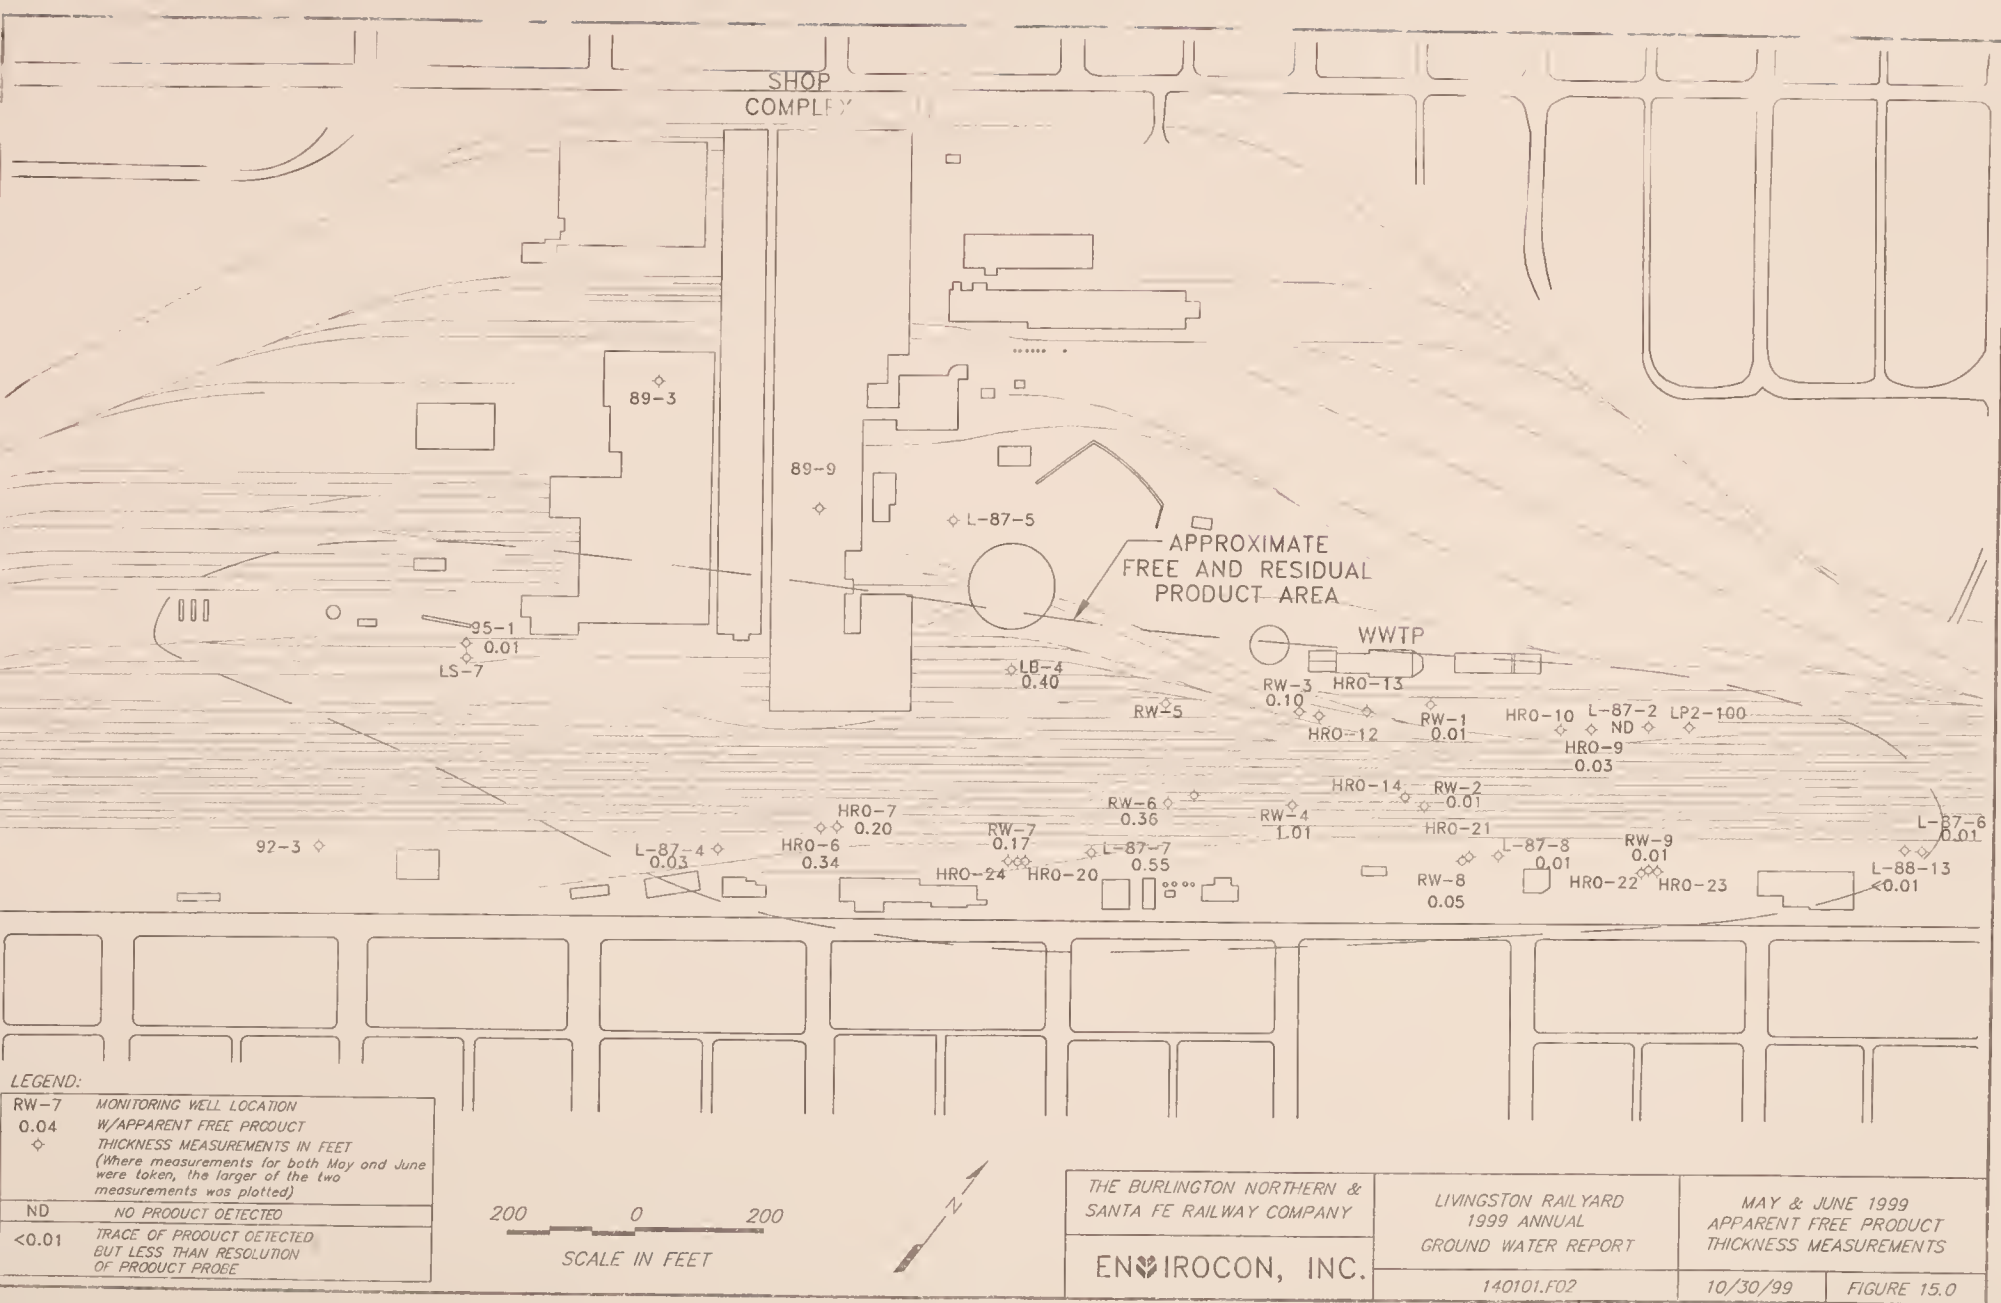 SHOP
COMPLEX
89-3
89-9
L-87-5
APPROXIMATE
FREE AND RESIDUAL
PRODUCT AREA
95-1
0.01
LS-7
WWTP
LB-4
0.40
RW-5
RW-3
0.10
HRO-13
HRO-12
RW-1
0.01
HRO-10
L-87-2
ND
LP2-100
HRO-9
0.03
HRO-14
RW-2
0.01
HRO-21
RW-6
0.36
RW-4
1.01
92-3
L-87-4
0.03
HRO-7
0.20
HRO-6
0.34
RW-7
0.17
HRO-24
HRO-20
L-87-7
0.55
L-87-8
0.01
RW-8
0.05
RW-9
0.01
HRO-22
HRO-23
L-87-6
0.01
L-88-13
<0.01
LEGEND:
RW-7 MONITORING WELL LOCATION
0.04 W/APPARENT FREE PRODUCT
THICKNESS MEASUREMENTS IN FEET
(Where measurements for both May and June
were taken, the larger of the two
measurements was plotted)
ND NO PRODUCT DETECTED
<0.01 TRACE OF PRODUCT DETECTED
BUT LESS THAN RESOLUTION
OF PRODUCT PROBE
200 0 200
SCALE IN FEET
N
THE BURLINGTON NORTHERN &
SANTA FE RAILWAY COMPANY
ENVIROCON, INC.
LIVINGSTON RAILYARD
1999 ANNUAL
GROUND WATER REPORT
140101.F02
MAY & JUNE 1999
APPARENT FREE PRODUCT
THICKNESS MEASUREMENTS
10/30/99
FIGURE 15.0